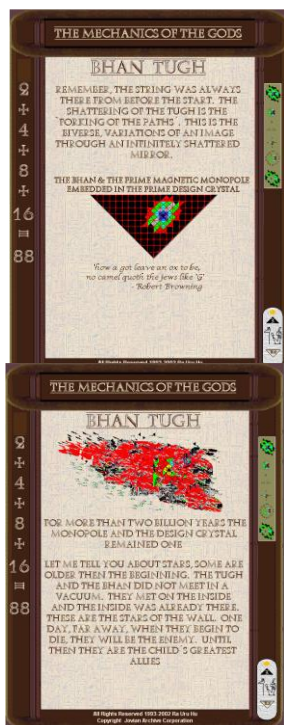 THE MECHANICS OF THE GODS
BHAN TUGH
REMEMBER, THE STRING WAS ALWAYS
THERE FROM BEFORE THE START. THE
SHATTERING OF THE TUGH IS THE
"FORKING OF THE PATHS". THIS IS THE
BIVERSE, VARIATIONS OF AN IMAGE
THROUGH AN INFINITELY SHATTERED
MIRROR.
THE BHAN & THE PRIME MAGNETIC MONOPOLE
EMBEDDED IN THE PRIME DESIGN CRYSTAL
'how a got leave an ox to be,
no camel quoth the jews like 'G'
- Robert Browning
2
4
8
16
88
All Rights Reserved 1993-2002 Ra Uru Hu
THE MECHANICS OF THE GODS
BHAN TUGH
FOR MORE THAN TWO BILLION YEARS THE
MONOPOLE AND THE DESIGN CRYSTAL
REMAINED ONE
LET ME TELL YOU ABOUT STARS, SOME ARE
OLDER THEN THE BEGINNING. THE TUGH
AND THE BHAN DID NOT MEET IN A
VACUUM. THEY MET ON THE INSIDE
AND THE INSIDE WAS ALREADY THERE.
THESE ARE THE STARS OF THE WALL. ONE
DAY, FAR AWAY, WHEN THEY BEGIN TO
DIE, THEY WILL BE THE ENEMY. UNTIL
THEN THEY ARE THE CHILD'S GREATEST
ALLIES
2
4
8
16
88
All Rights Reserved 1993-2002 Ra Uru Hu
Copyright Jovian Archive Corporation